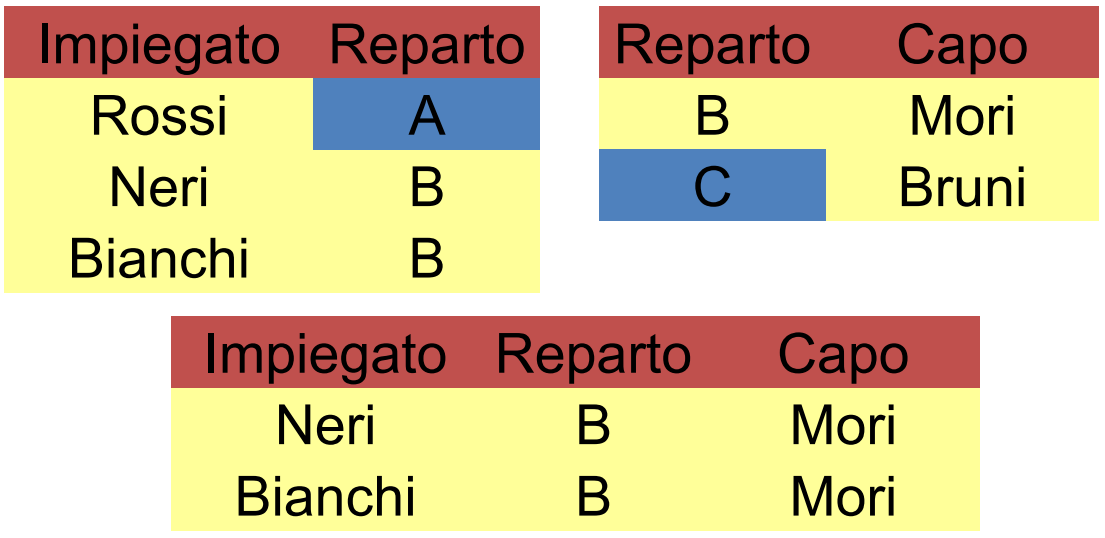 Impiegato Reparto
Rossi A
Neri B
Bianchi B
Reparto Capo
B Mori
C Bruni
Impiegato Reparto Capo
Neri B Mori
Bianchi B Mori